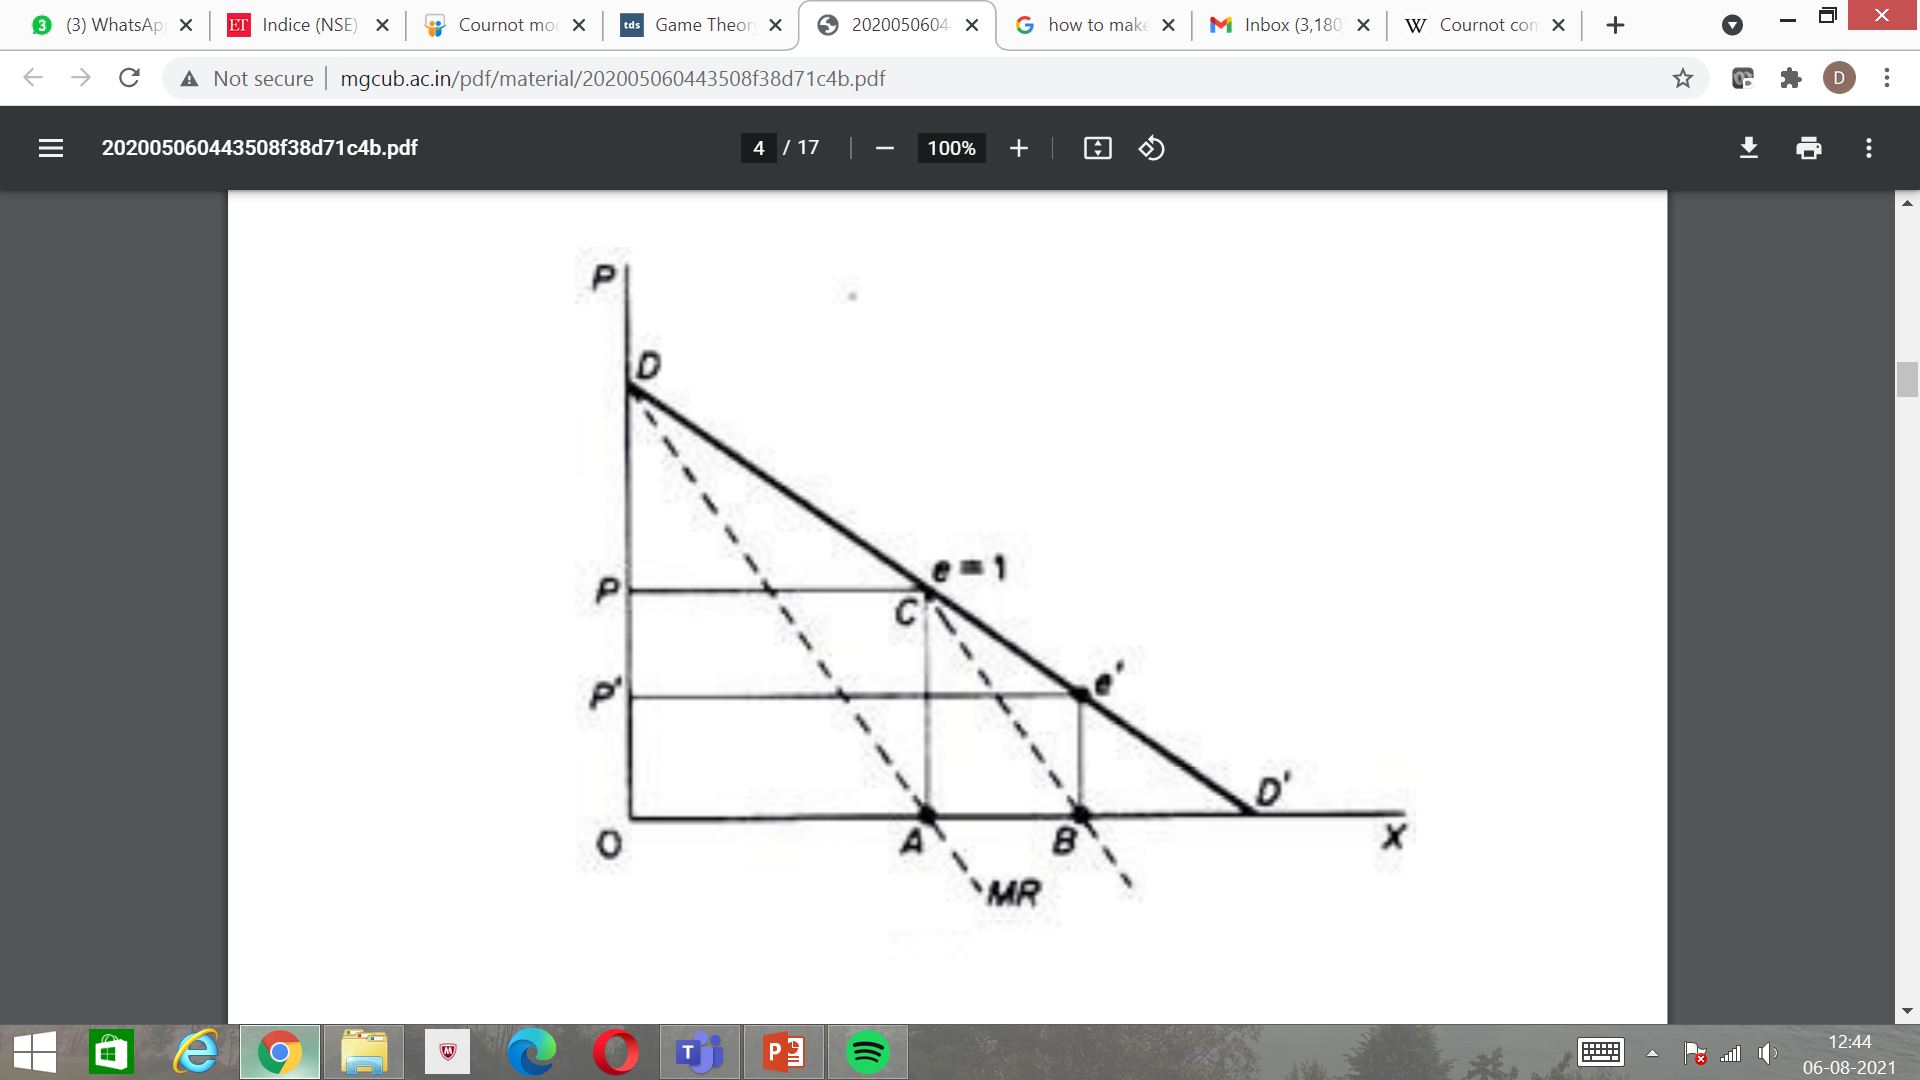 (3) WhatsAp
ET Indice (NSE)
Cournot mo
tds Game Theor
2020050604
how to make
Inbox (3,180
W Cournot con
Not secure mgcub.ac.in/pdf/material/202005060443508f38d71c4b.pdf
D
202005060443508f38d71c4b.pdf
4 / 17
100%
P
D
e = 1
P
C
P'
e'
D'
O
A
B
X
MR
12:44
06-08-2021